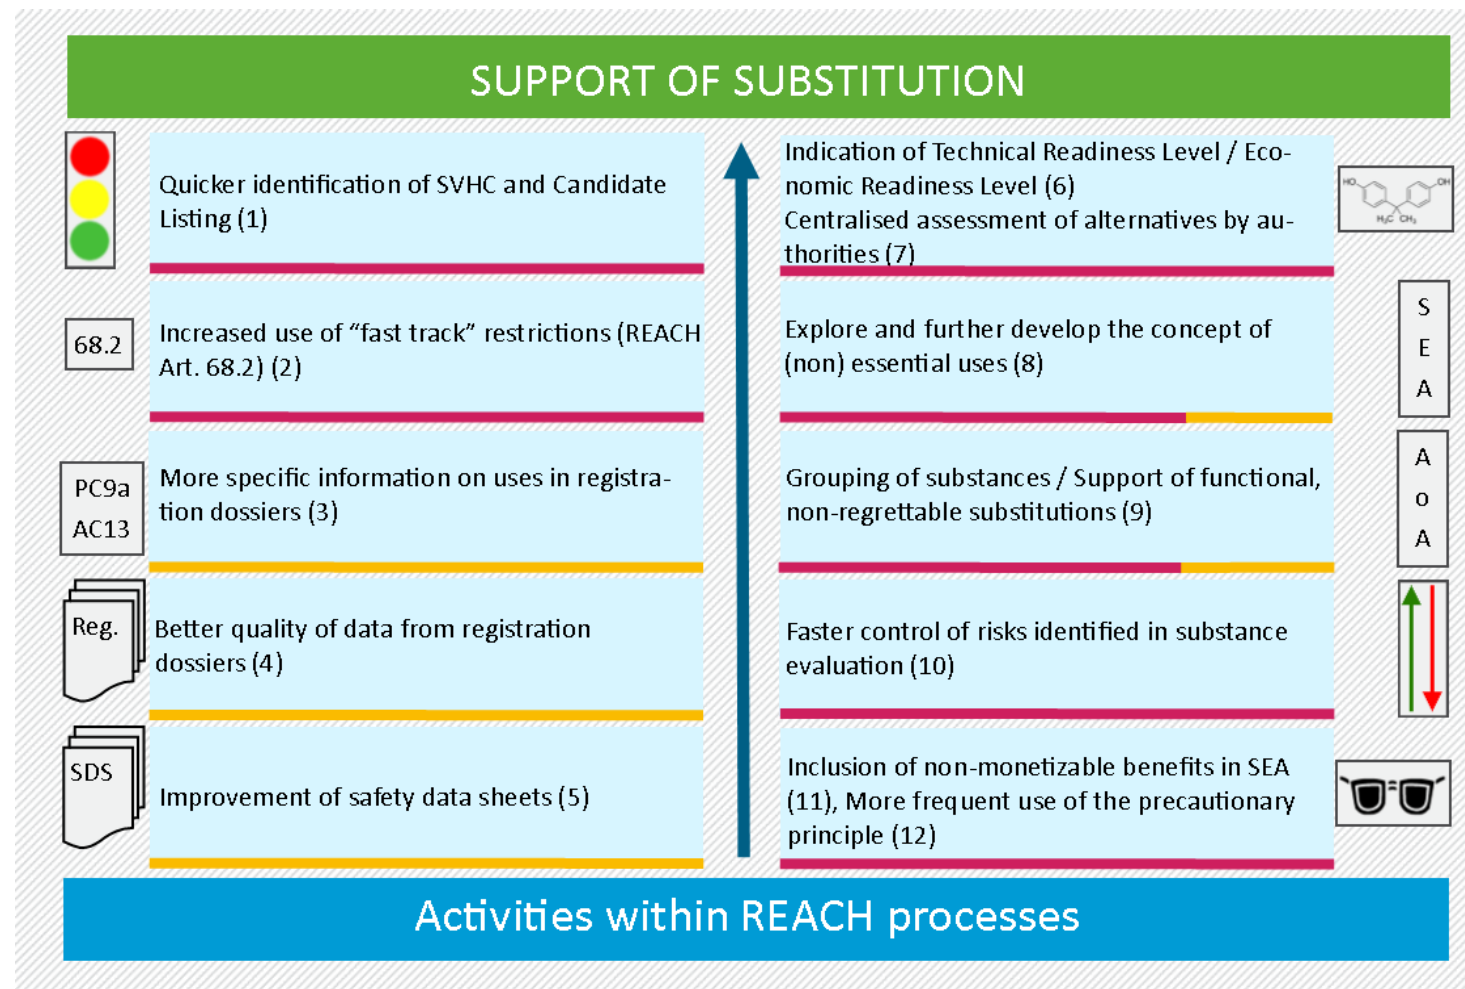 SUPPORT OF SUBSTITUTION
Quicker identification of SVHC and Candidate
Listing (1)
68.2
Increased use of “fast track” restrictions (REACH
Art. 68.2) (2)
PC9a
AC13
More specific information on uses in registra-
tion dossiers (3)
Reg.
Better quality of data from registration
dossiers (4)
SDS
Improvement of safety data sheets (5)
Indication of Technical Readiness Level / Eco-
nomic Readiness Level (6)
Centralised assessment of alternatives by au-
thorities (7)
HO
OH
H₃C CH₃
Explore and further develop the concept of
(non) essential uses (8)
S
E
A
Grouping of substances / Support of functional,
non-regrettable substitutions (9)
A
o
A
Faster control of risks identified in substance
evaluation (10)
Inclusion of non-monetizable benefits in SEA
(11), More frequent use of the precautionary
principle (12)
Activities within REACH processes